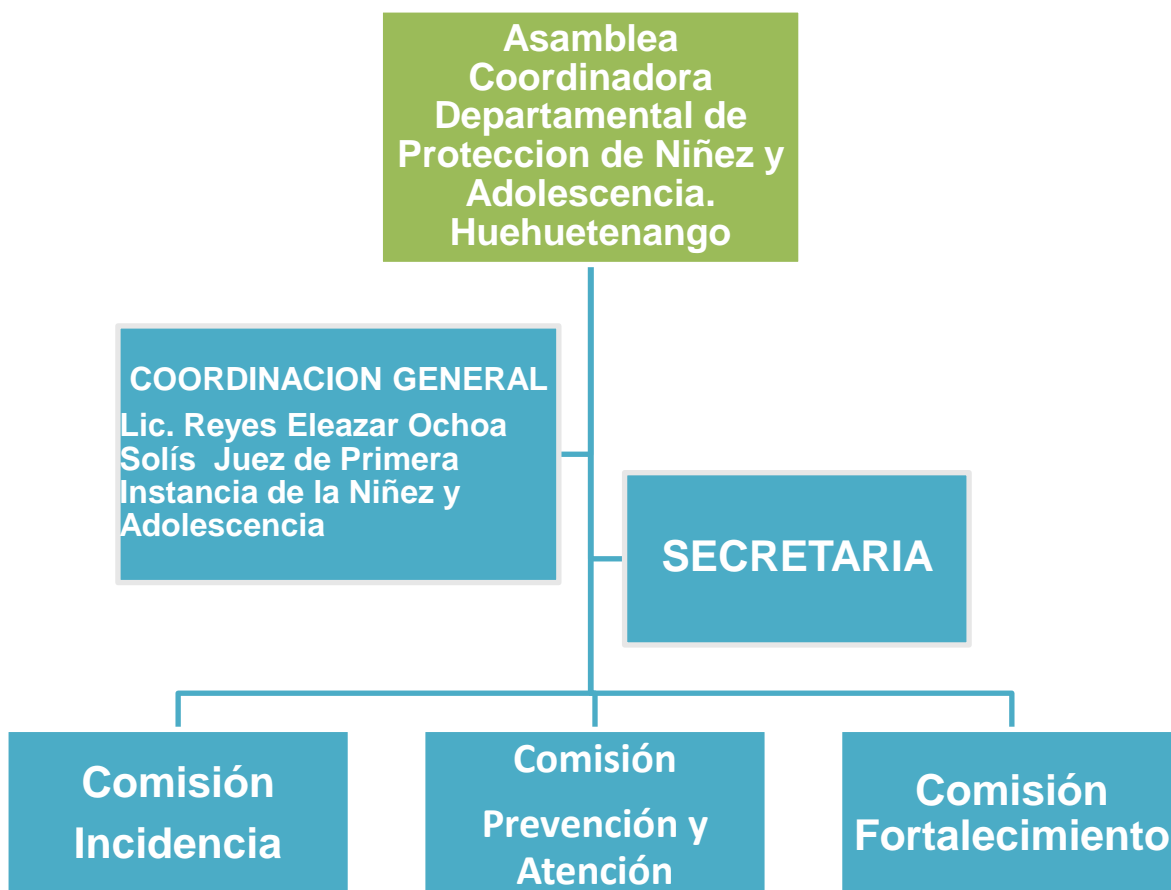 Asamblea
Coordinadora
Departamental de
Proteccion de Niñez y
Adolescencia.
Huehuetenango
COORDINACION GENERAL
Lic. Reyes Eleazar Ochoa
Solís Juez de Primera
Instancia de la Niñez y
Adolescencia
SECRETARIA
Comisión
Incidencia
Comisión
Prevención y
Atención
Comisión
Fortalecimiento